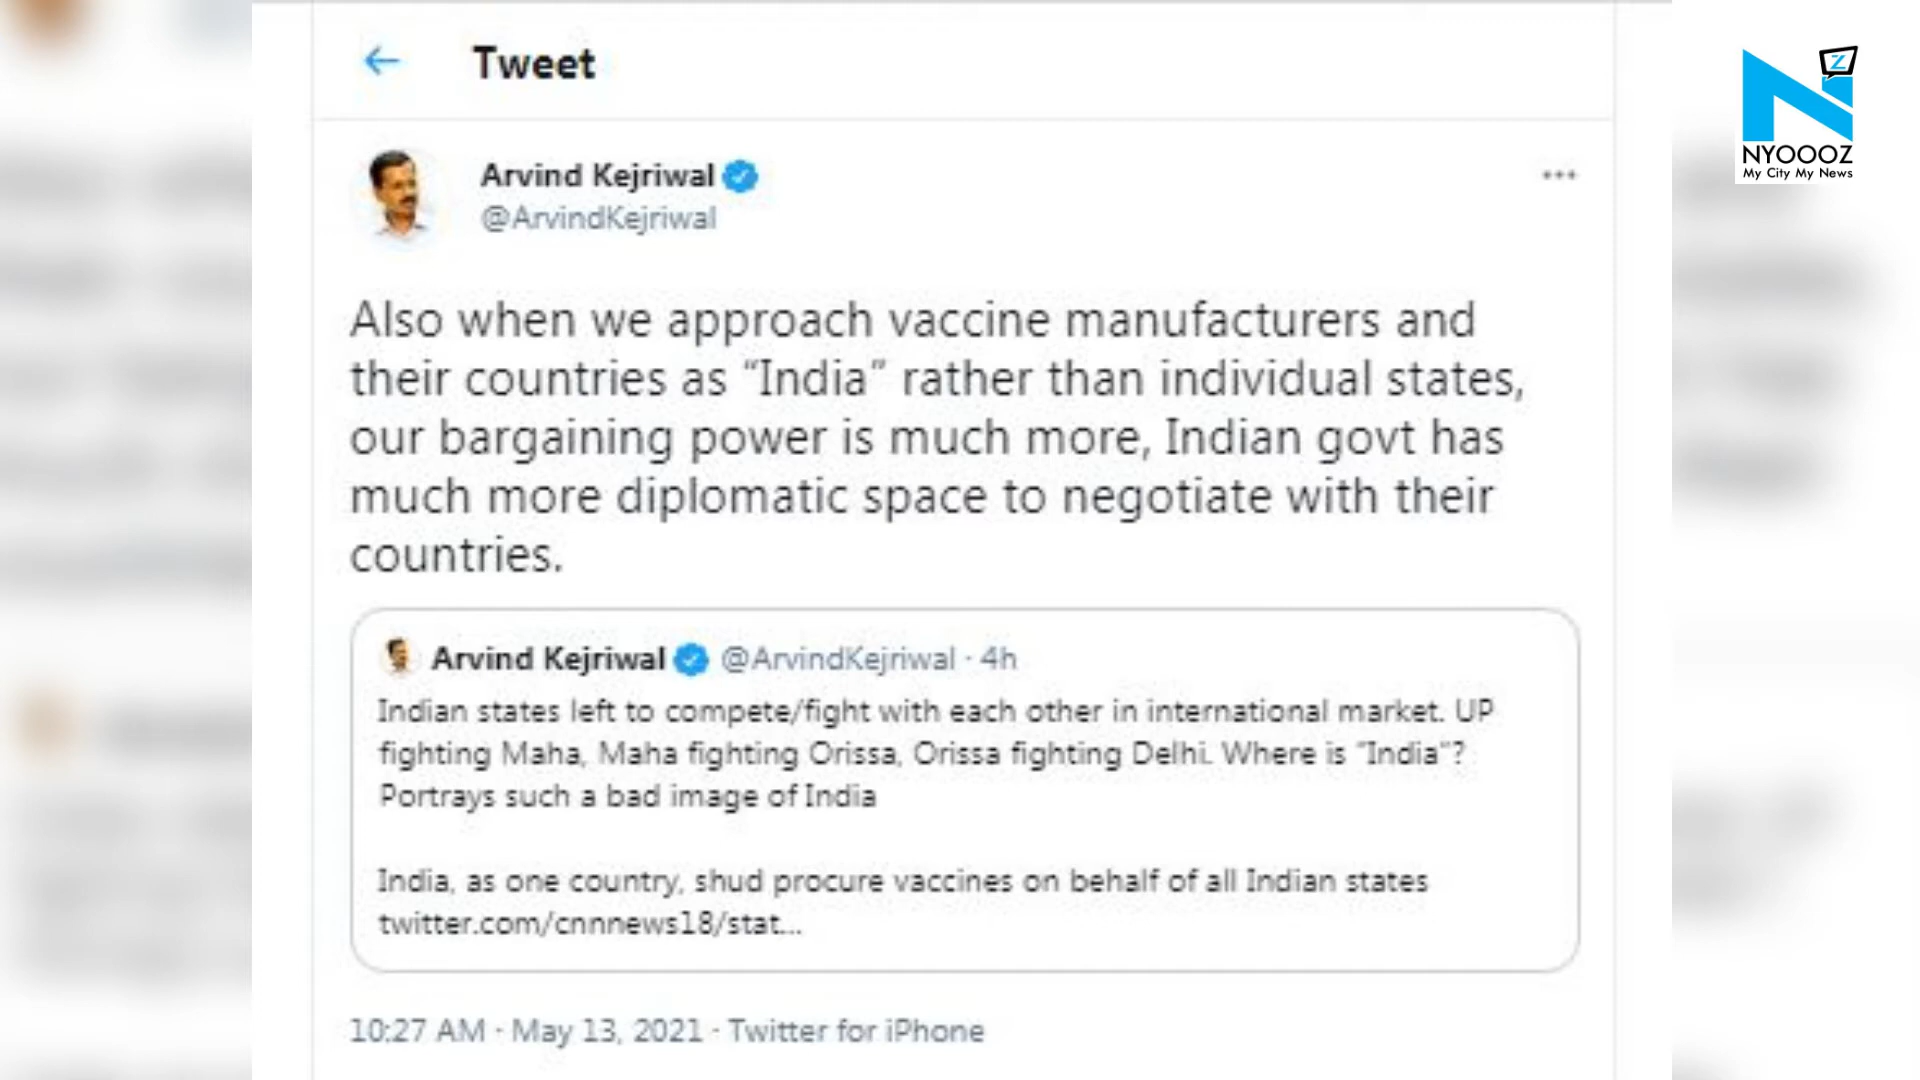 Tweet
Z
NYOOOZ
My City My News
Arvind Kejriwal
@ArvindKejriwal
Also when we approach vaccine manufacturers and
their countries as “India” rather than individual states,
our bargaining power is much more, Indian govt has
much more diplomatic space to negotiate with their
countries.
Arvind Kejriwal @ArvindKejriwal · 4h
Indian states left to compete/fight with each other in international market. UP
fighting Maha, Maha fighting Orissa, Orissa fighting Delhi. Where is “India”?
Portrays such a bad image of India
India, as one country, shud procure vaccines on behalf of all Indian states
twitter.com/cnnnews18/stat...
10:27 AM · May 13, 2021 · Twitter for iPhone